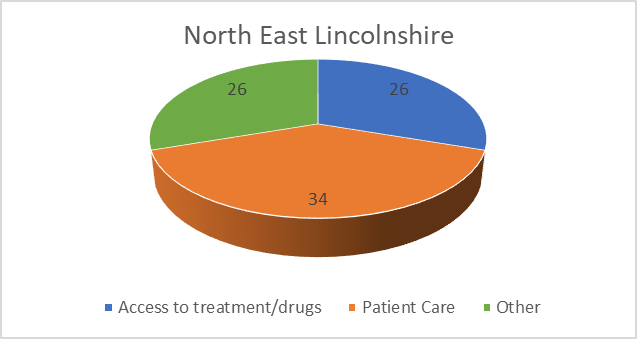 North East Lincolnshire
26 26
34
Access to treatment/drugs Patient Care Other